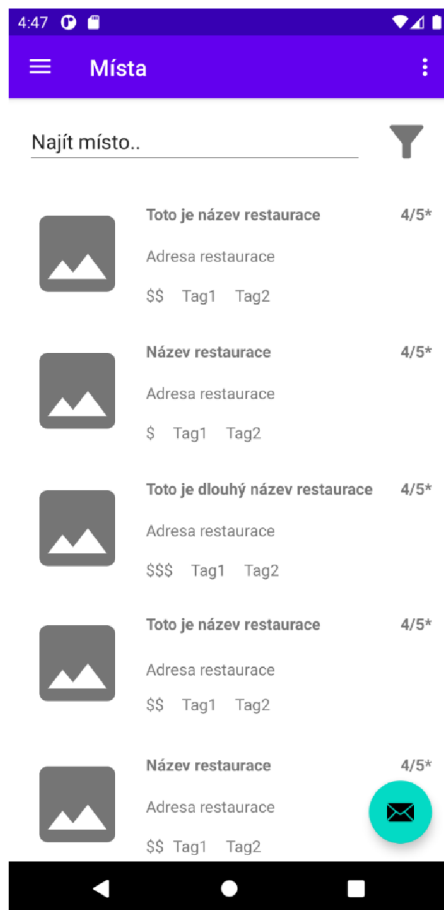 4:47
Místa
Najít místo..
Toto je název restaurace 4/5*
Adresa restaurace
$$ Tag1 Tag2
Název restaurace 4/5*
Adresa restaurace
$ Tag1 Tag2
Toto je dlouhý název restaurace 4/5*
Adresa restaurace
$$$ Tag1 Tag2
Toto je název restaurace 4/5*
Adresa restaurace
$$ Tag1 Tag2
Název restaurace 4/5*
Adresa restaurace
$$ Tag1 Tag2